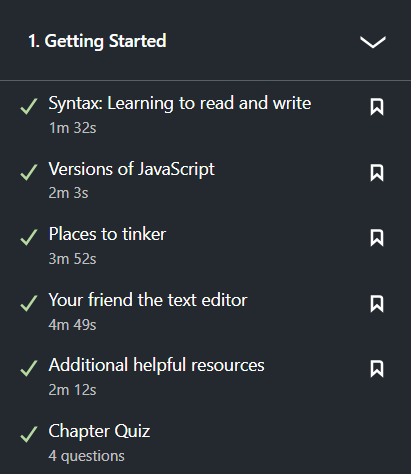 1. Getting Started
Syntax: Learning to read and write
1m 32s
Versions of JavaScript
2m 3s
Places to tinker
3m 52s
Your friend the text editor
4m 49s
Additional helpful resources
2m 12s
Chapter Quiz
4 questions